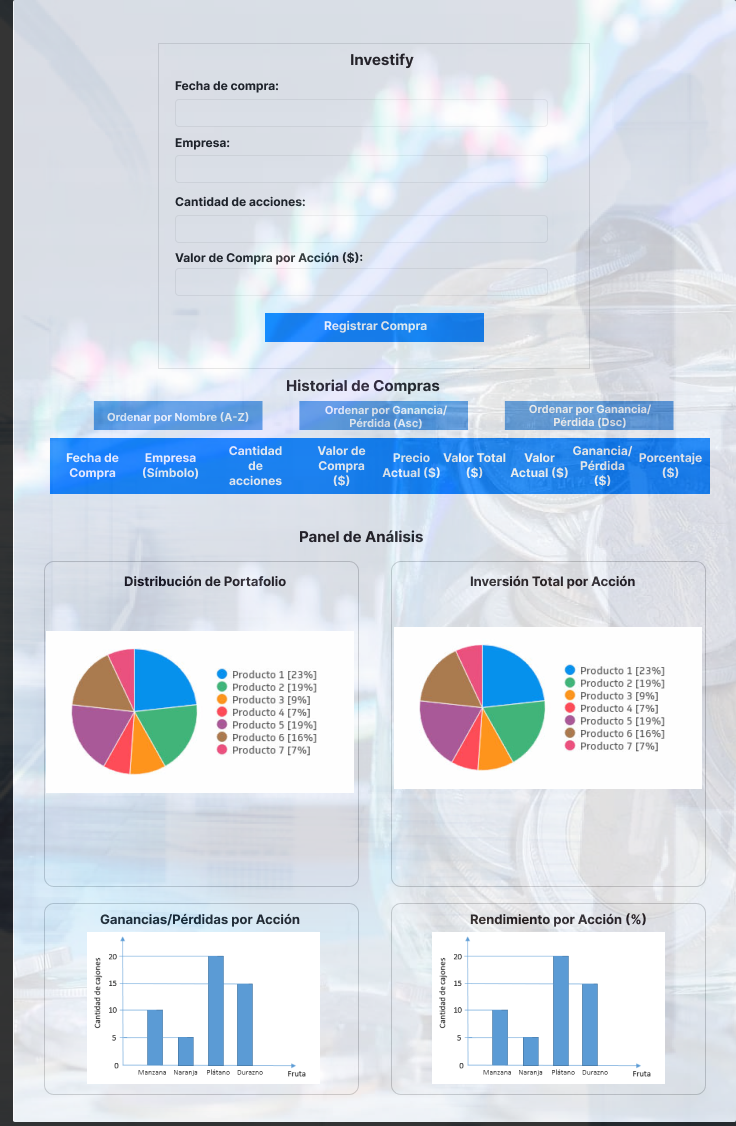 Investify
Fecha de compra:
Empresa:
Cantidad de acciones:
Valor de Compra por Acción ($):
Registrar Compra
Historial de Compras
Ordenar por Nombre (A-Z)
Ordenar por Ganancia/
Pérdida (Asc)
Ordenar por Ganancia/
Pérdida (Dsc)
Fecha de
Compra
Empresa
(Símbolo)
Cantidad
de
acciones
Valor de
Compra
($)
Precio
Actual ($)
Valor Total
($)
Valor
Actual ($)
Ganancia/
Pérdida
($)
Porcentaje
($)
Panel de Análisis
Distribución de Portafolio
Producto 1 [23%]
Producto 2 [19%]
Producto 3 [9%]
Producto 4 [7%]
Producto 5 [19%]
Producto 6 [16%]
Producto 7 [7%]
Inversión Total por Acción
Producto 1 [23%]
Producto 2 [19%]
Producto 3 [9%]
Producto 4 [7%]
Producto 5 [19%]
Producto 6 [16%]
Producto 7 [7%]
Ganancias/Pérdidas por Acción
Cantidad de cajones
20
15
10
5
0
Manzana Naranja Plátano Durazno
Fruta
Rendimiento por Acción (%)
Cantidad de cajones
20
15
10
5
0
Manzana Naranja Plátano Durazno
Fruta